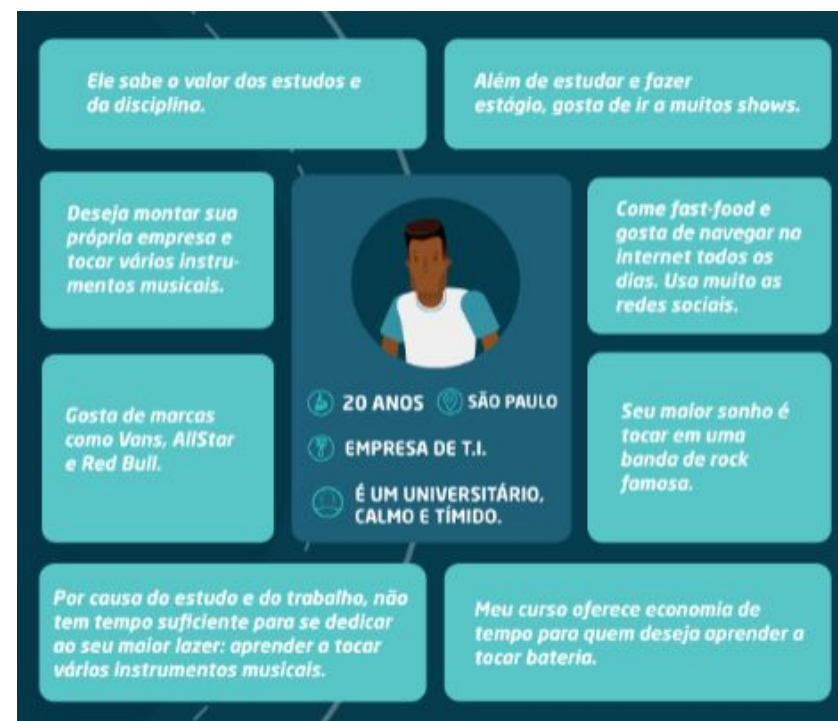 Ele sabe o valor dos estudos e
da disciplina.
Além de estudar e fazer
estágio, gosta de ir a muitos shows.
Deseja montar sua
própria empresa e
tocar vários instru-
mentos musicais.
Come fast-food e
gosta de navegar na
internet todos os
dias. Usa muito as
redes sociais.
20 ANOS
SÃO PAULO
EMPRESA DE T.I.
É UM UNIVERSITÁRIO,
CALMO E TÍMIDO.
Gosta de marcas
como Vans, AllStar
e Red Bull.
Seu maior sonho é
tocar em uma
banda de rock
famosa.
Por causa do estudo e do trabalho, não
tem tempo suficiente para se dedicar
ao seu maior lazer: aprender a tocar
vários instrumentos musicais.
Meu curso oferece economia de
tempo para quem deseja aprender a
tocar bateria.